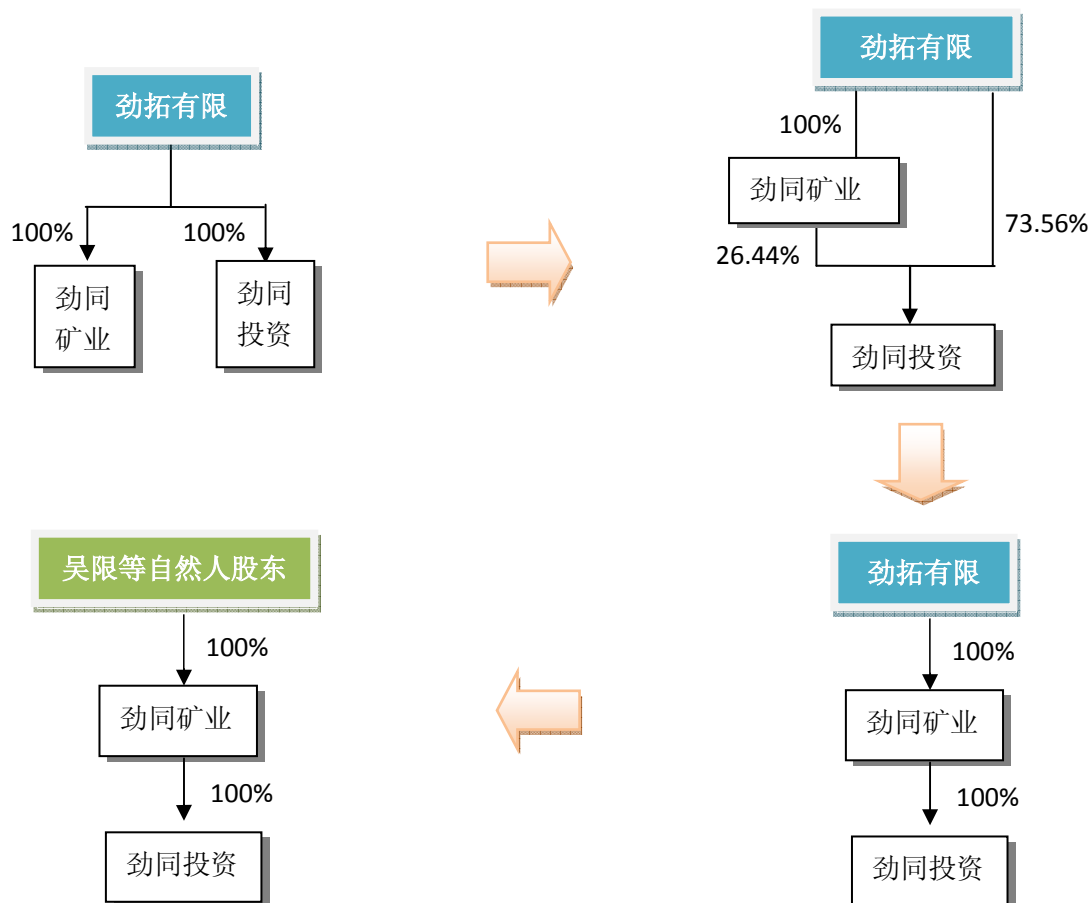 劲拓有限
100%
100%
劲同
矿业
劲同
投资
劲拓有限
100%
劲同矿业
73.56%
26.44%
劲同投资
劲拓有限
100%
劲同矿业
100%
劲同投资
吴限等自然人股东
100%
劲同矿业
100%
劲同投资